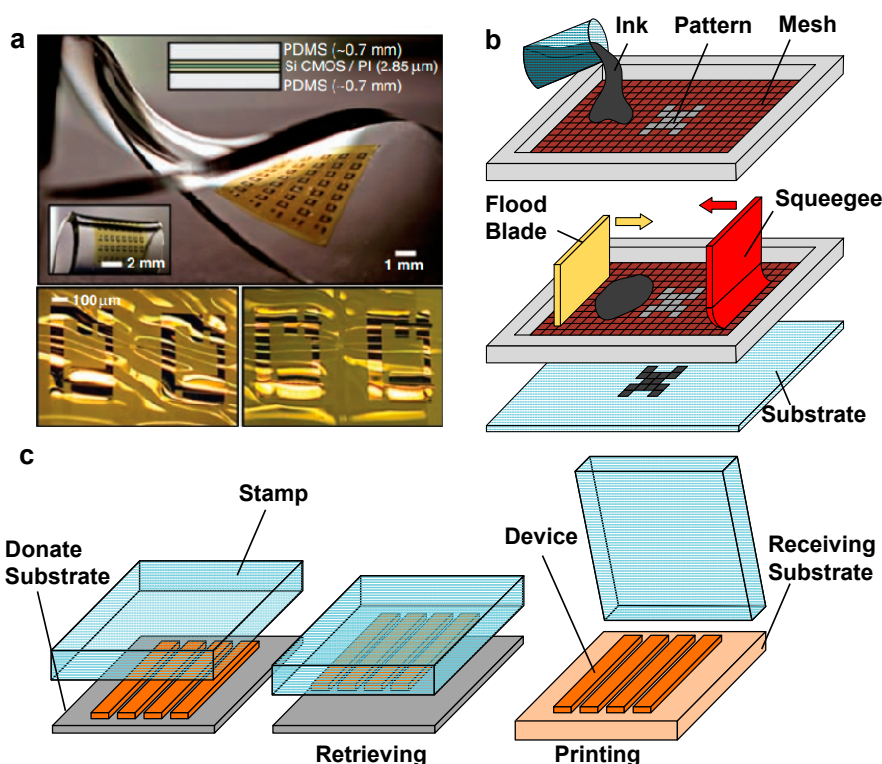 a
PDMS (~0.7 mm)
Si CMOS / PI (2.85 μm)
PDMS (~0.7 mm)
2 mm
1 mm
100 μm
b
Ink
Pattern
Mesh
Flood
Blade
Squeegee
Substrate
c
Stamp
Donate
Substrate
Device
Receiving
Substrate
Retrieving
Printing